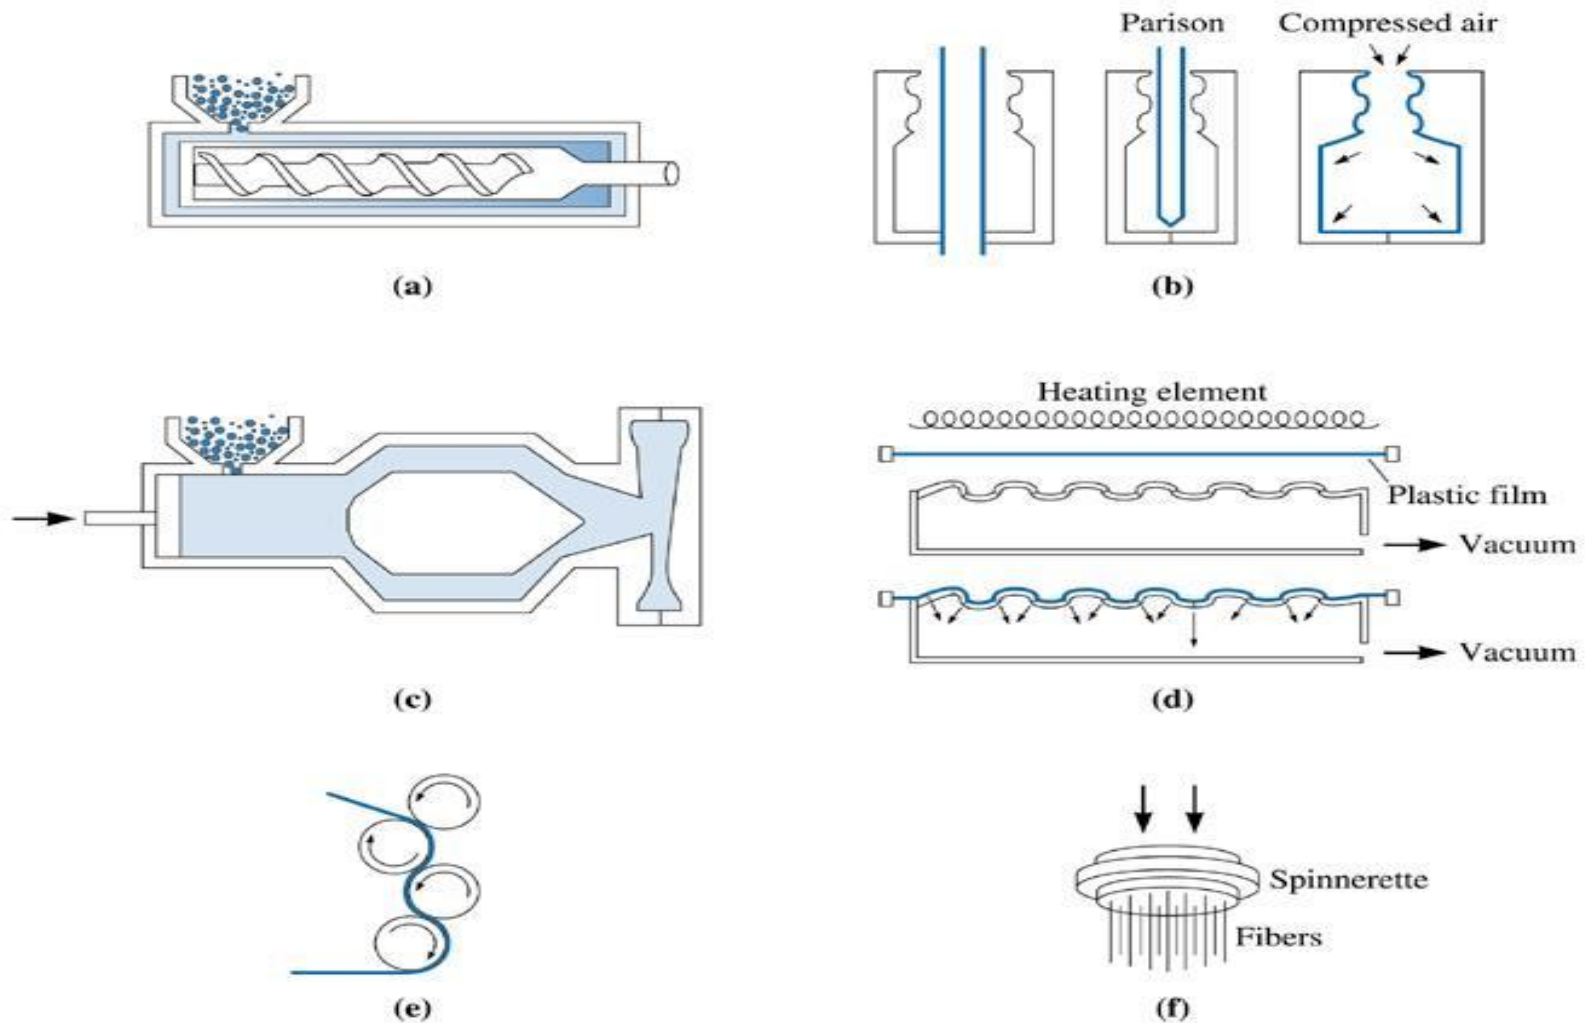 Parison
Compressed air
(a)
(b)
Heating element
Plastic film
Vacuum
Vacuum
(c)
(d)
Spinnerette
Fibers
(e)
(f)